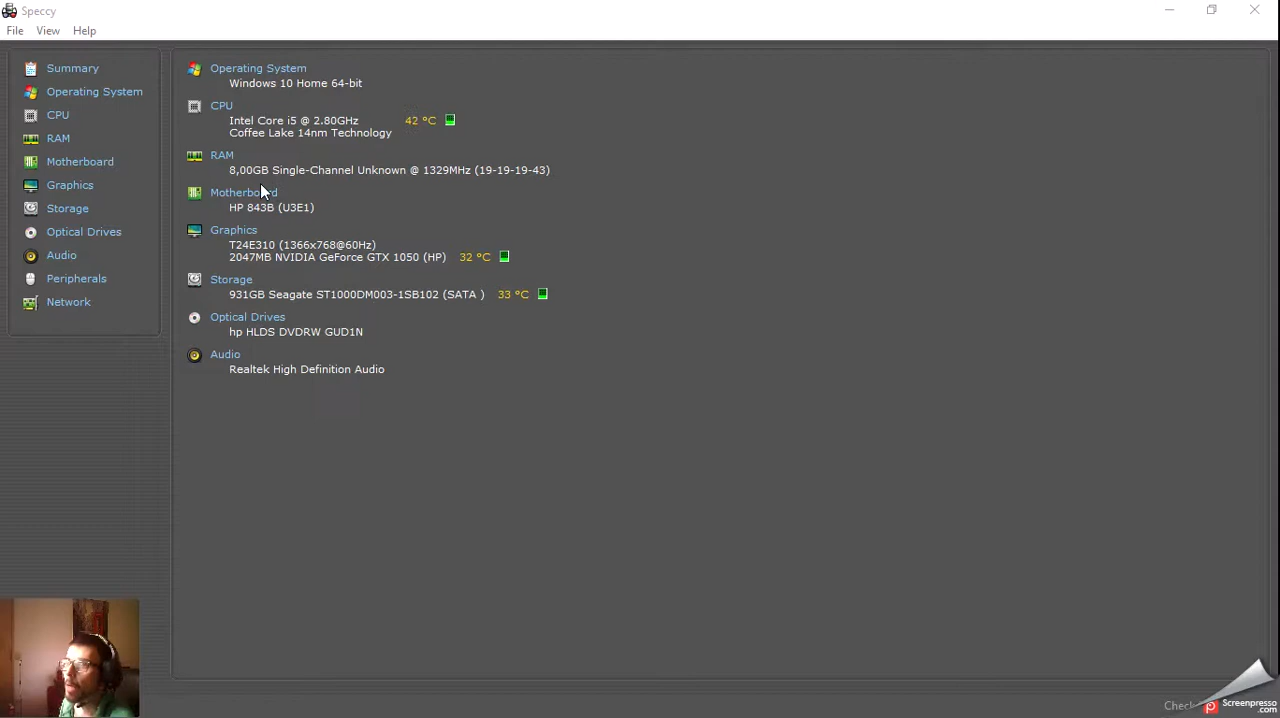 Speccy
File View Help
Summary
Operating System
CPU
RAM
Motherboard
Graphics
Storage
Optical Drives
Audio
Peripherals
Network
Operating System
Windows 10 Home 64-bit
CPU
Intel Core i5 @ 2.80GHz 42 °C
Coffee Lake 14nm Technology
RAM
8,00GB Single-Channel Unknown @ 1329MHz (19-19-19-43)
Motherboard
HP 843B (U3E1)
Graphics
T24E310 (1366x768@60Hz)
2047MB NVIDIA GeForce GTX 1050 (HP) 32 °C
Storage
931GB Seagate ST1000DM003-1SB102 (SATA ) 33 °C
Optical Drives
hp HLDS DVDRW GUD1N
Audio
Realtek High Definition Audio
Screenpresso
.com